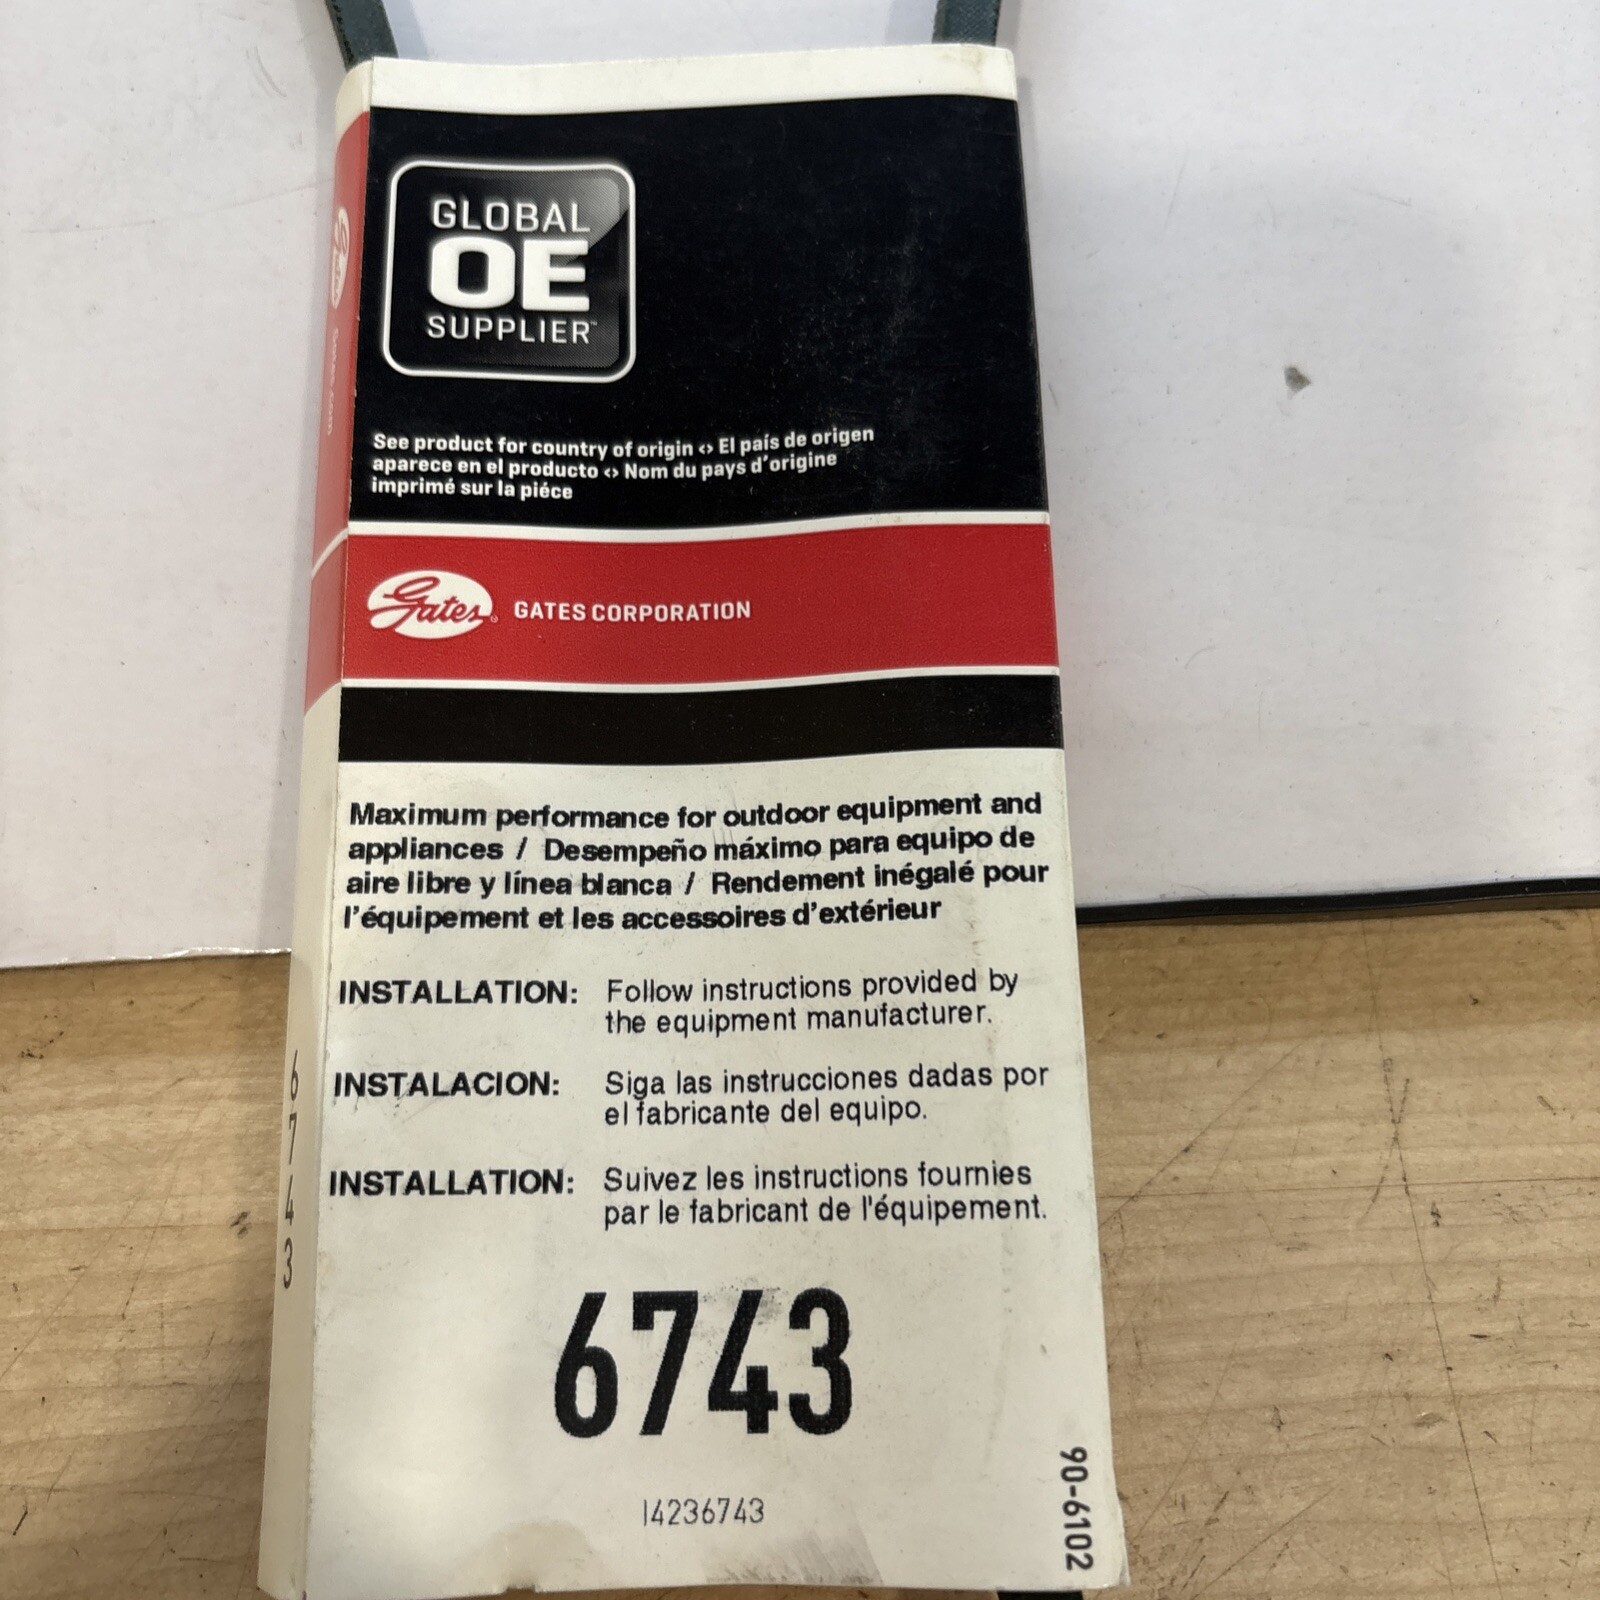 GLOBAL
OE
SUPPLIER™
See product for country of origin <> El país de origen
aparece en el producto <> Nom du pays d'origine
imprimé sur la piéce
Gates® GATES CORPORATION
Maximum performance for outdoor equipment and
appliances / Desempeño máximo para equipo de
aire libre y línea blanca / Rendement inégalé pour
l'équipement et les accessoires d'extérieur
INSTALLATION: Follow instructions provided by
the equipment manufacturer.
INSTALACION: Siga las instrucciones dadas por
el fabricante del equipo.
INSTALLATION: Suivez les instructions fournies
par le fabricant de l'équipement.
6743
14236743
90-6102
Gates
Gates.com
6743